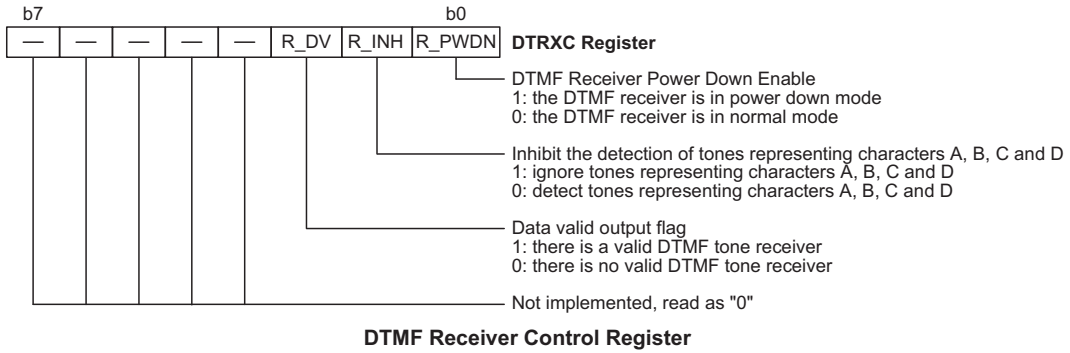 b7 b0
— — — — — R_DV R_INH R_PWDN DTRXC Register
DTMF Receiver Power Down Enable
1: the DTMF receiver is in power down mode
0: the DTMF receiver is in normal mode
Inhibit the detection of tones representing characters A, B, C and D
1: ignore tones representing characters A, B, C and D
0: detect tones representing characters A, B, C and D
Data valid output flag
1: there is a valid DTMF tone receiver
0: there is no valid DTMF tone receiver
Not implemented, read as "0"
DTMF Receiver Control Register